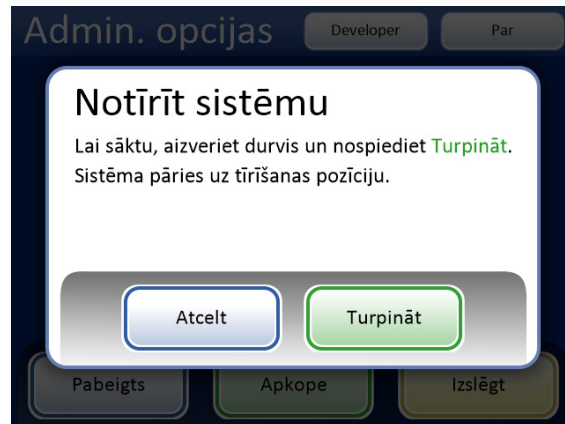 Admin. opcijas
Developer
Par
Notīrīt sistēmu
Lai sāktu, aizveriet durvis un nospiediet Turpināt.
Sistēma pāries uz tīrīšanas pozīciju.
Atcelt
Turpināt
Pabeigts
Apkope
Izslēgt